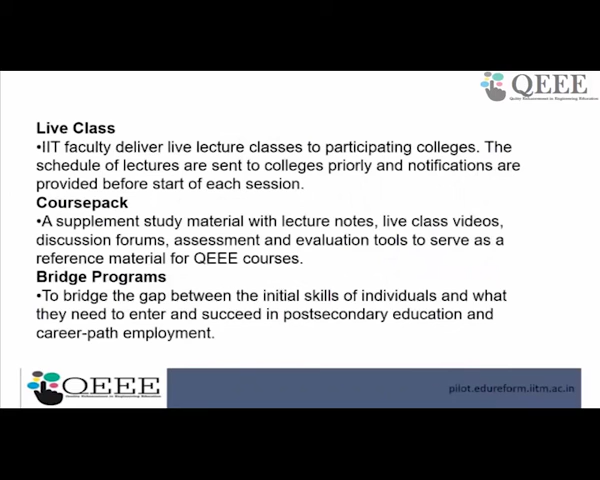 QEEE
Quality Enhancement in Engineering Education
Live Class
•IIT faculty deliver live lecture classes to participating colleges. The
schedule of lectures are sent to colleges priorly and notifications are
provided before start of each session.
Coursepack
•A supplement study material with lecture notes, live class videos,
discussion forums, assessment and evaluation tools to serve as a
reference material for QEEE courses.
Bridge Programs
•To bridge the gap between the initial skills of individuals and what
they need to enter and succeed in postsecondary education and
career-path employment.
QEEE
Quality Enhancement in Engineering Education
pilot.edureform.iitm.ac.in